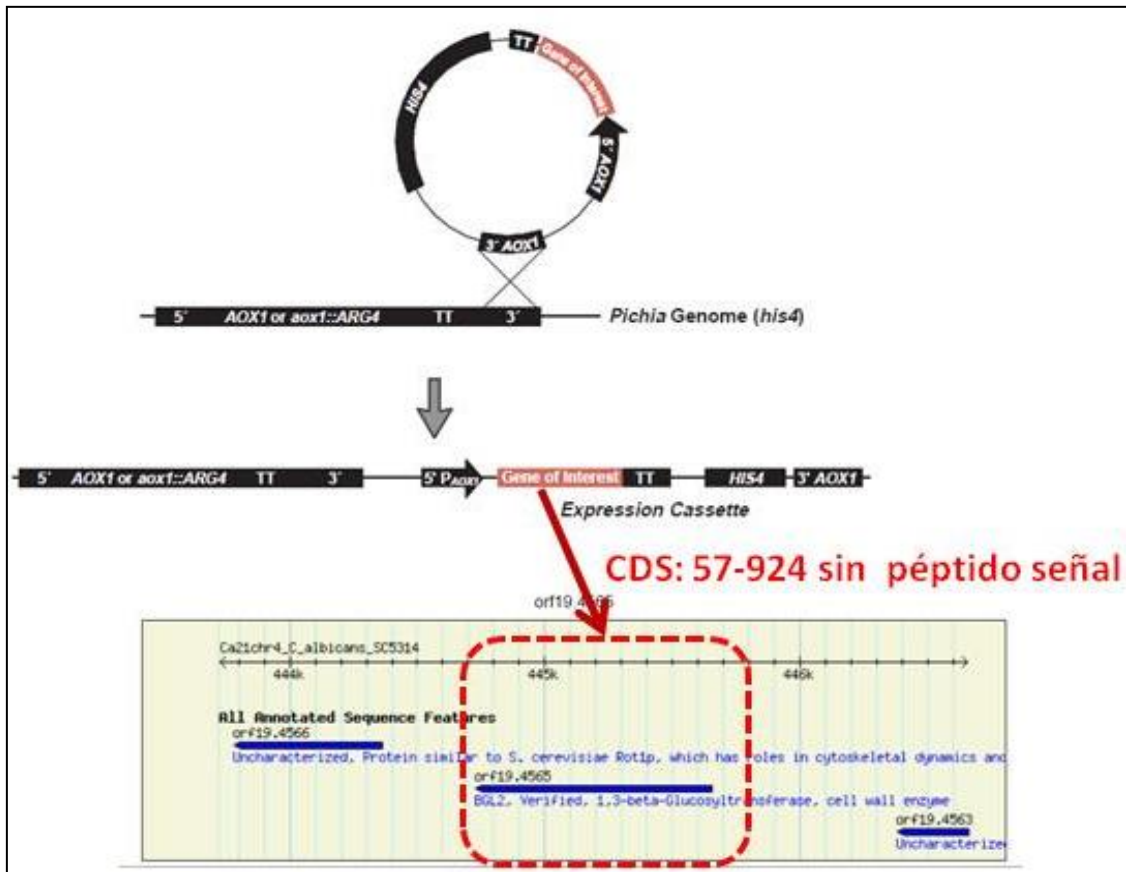 TT
Gene of Interest
HIS4
5' AOX1
3' AOX1
5' AOX1 or aox1::ARG4 TT 3' Pichia Genome (his4)
5' AOX1 or aox1::ARG4 TT 3' 5' PAOX1 Gene of Interest TT HIS4 3' AOX1
Expression Cassette
CDS: 57-924 sin péptido señal
orf19.4565
Ca21chr4_C_albicans_SC5314
444k 445k 446k
All Annotated Sequence Features
orf19.4566
Uncharacterized, Protein similar to S. cerevisiae Rot1p, which has roles in cytoskeletal dynamics and
orf19.4565
BGL2, Verified, 1,3-beta-Glucosyltransferase, cell wall enzyme
orf19.4563
Uncharacterize